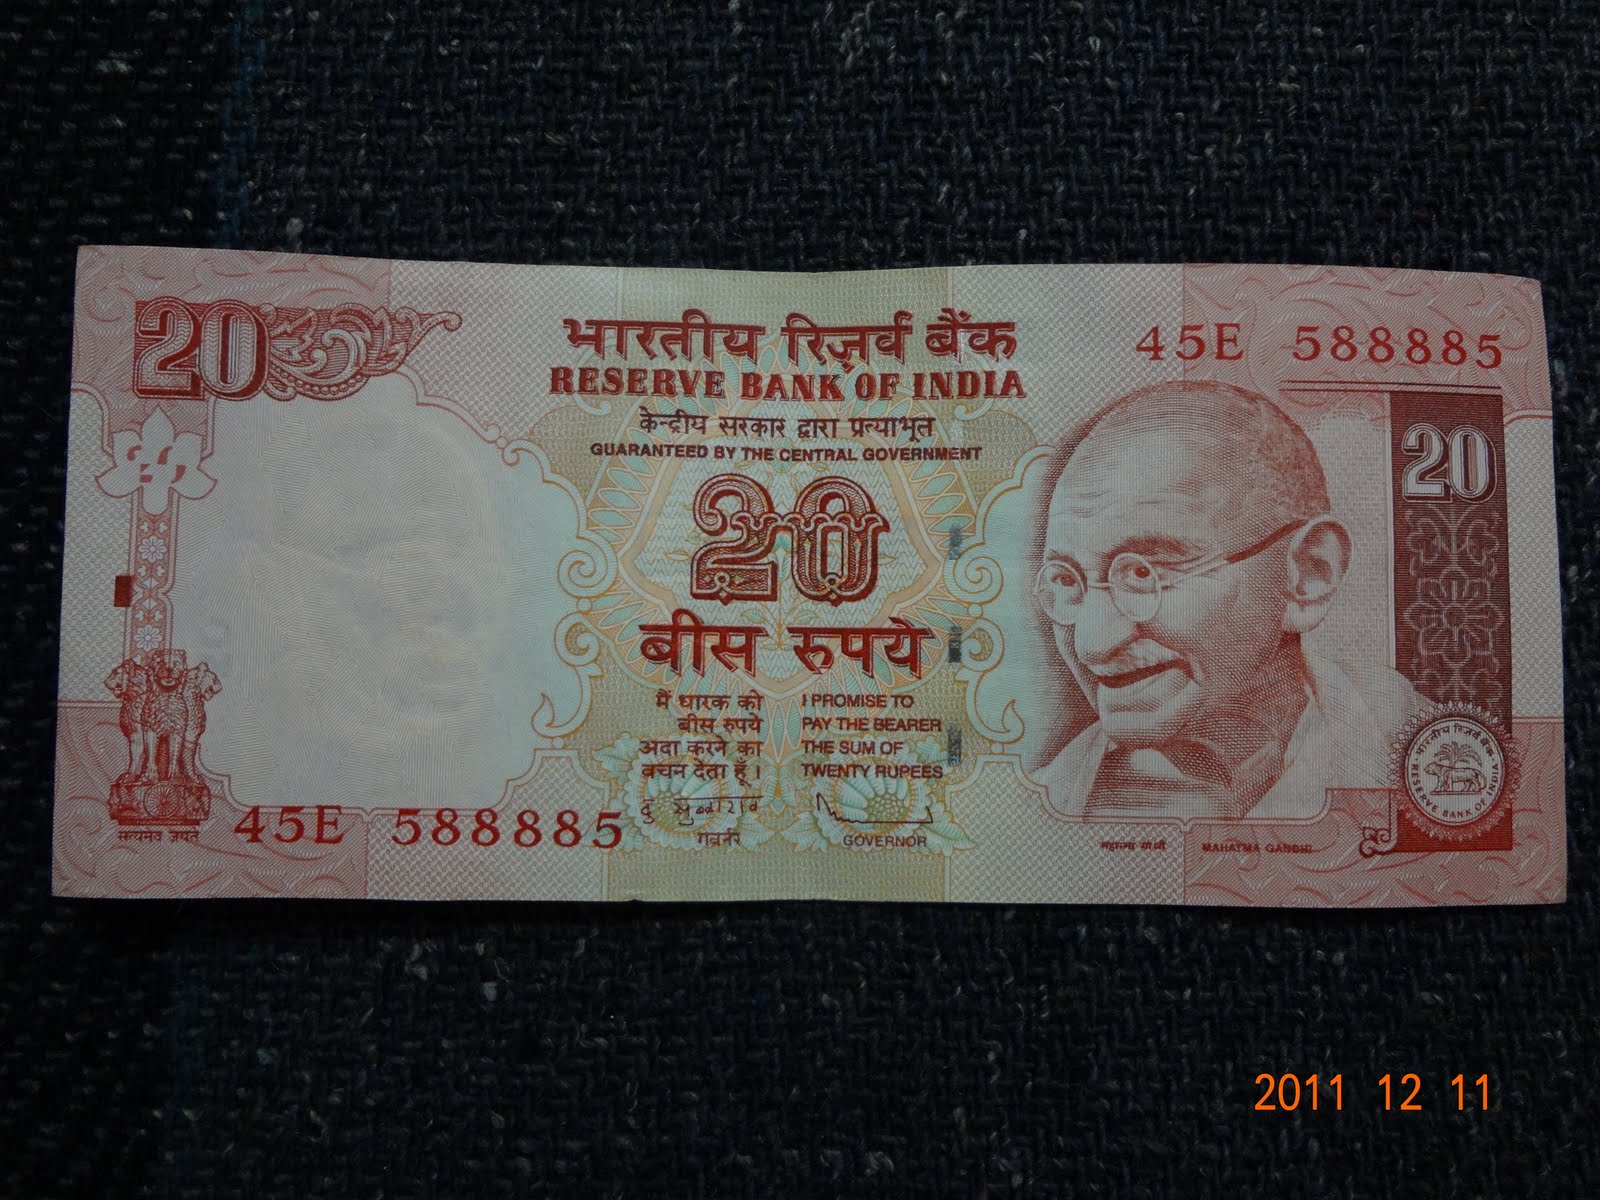 20
भारतीय रिज़र्व बैंक
RESERVE BANK OF INDIA
केन्द्रीय सरकार द्वारा प्रत्याभूत
GUARANTEED BY THE CENTRAL GOVERNMENT
45E 588885
20
20
बीस रुपये
मैं धारक को
बीस रुपये
अदा करने का
वचन देता हूँ।
I PROMISE TO
PAY THE BEARER
THE SUM OF
TWENTY RUPEES
गवर्नर
GOVERNOR
सत्यमेव जयते
45E 588885
महात्मा गांधी
MAHATMA GANDHI
भारतीय रिज़र्व बैंक
RESERVE BANK OF INDIA
2011 12 11